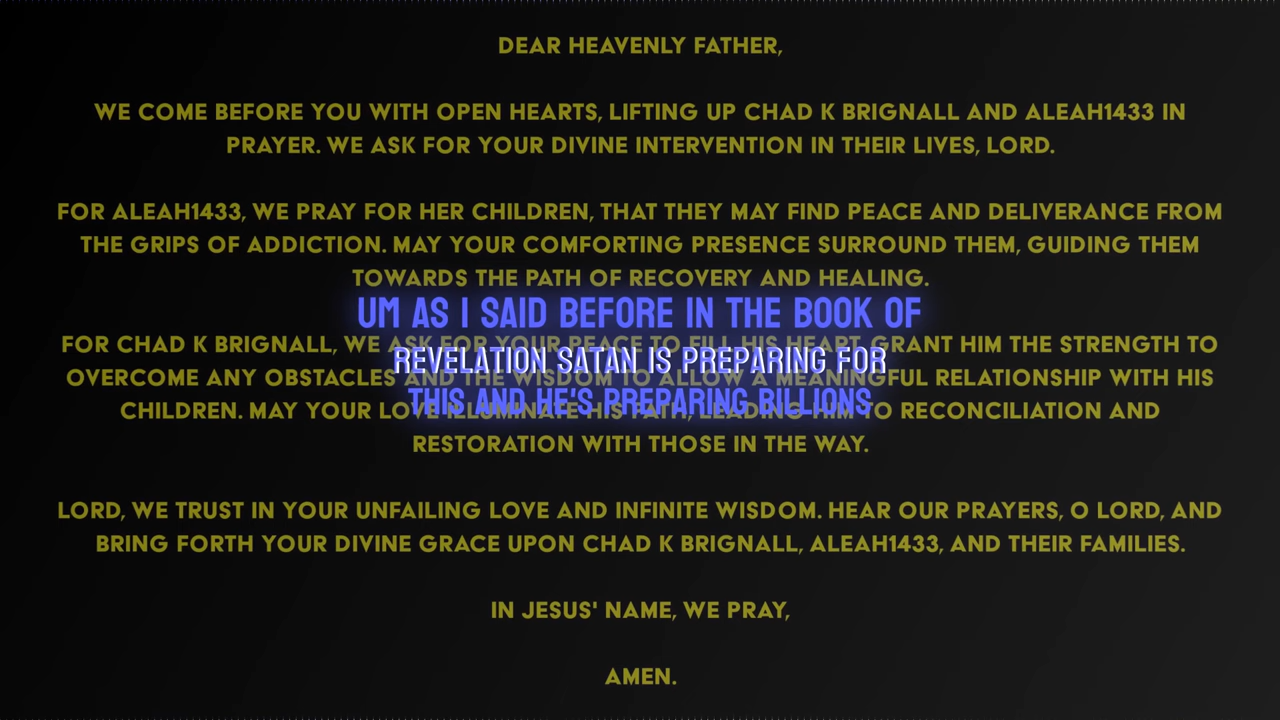 DEAR HEAVENLY FATHER,
WE COME BEFORE YOU WITH OPEN HEARTS, LIFTING UP CHAD K BRIGNALL AND ALEAH1433 IN
PRAYER. WE ASK FOR YOUR DIVINE INTERVENTION IN THEIR LIVES, LORD.
FOR ALEAH1433, WE PRAY FOR HER CHILDREN, THAT THEY MAY FIND PEACE AND DELIVERANCE FROM
THE GRIPS OF ADDICTION. MAY YOUR COMFORTING PRESENCE SURROUND THEM, GUIDING THEM
TOWARDS THE PATH OF RECOVERY AND HEALING.
UM AS I SAID BEFORE IN THE BOOK OF
FOR CHAD K BRIGNALL, WE ASK FOR YOUR PEACE TO FILL HIS HEART. GRANT HIM THE STRENGTH TO
REVELATION SATAN IS PREPARING FOR
OVERCOME ANY OBSTACLES AND THE WISDOM TO ALLOW A MEANINGFUL RELATIONSHIP WITH HIS
THIS AND HE'S PREPARING BILLIONS
CHILDREN. MAY YOUR LOVE ILLUMINATE HIS PATH, LEADING HIM TO RECONCILIATION AND
RESTORATION WITH THOSE IN THE WAY.
LORD, WE TRUST IN YOUR UNFAILING LOVE AND INFINITE WISDOM. HEAR OUR PRAYERS, O LORD, AND
BRING FORTH YOUR DIVINE GRACE UPON CHAD K BRIGNALL, ALEAH1433, AND THEIR FAMILIES.
IN JESUS' NAME, WE PRAY,
AMEN.